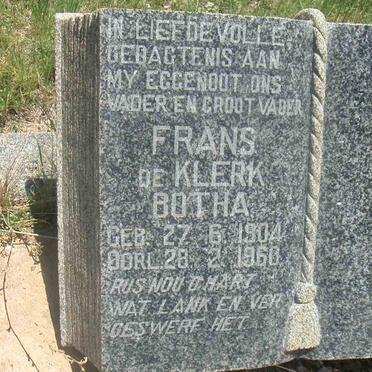 IN LIEFDEVOLLE
GEDAGTENIS AAN
MY EGGENOOT ONS
VADER EN GROOTVADER
FRANS
DE KLERK
BOTHA
GEB. 27. 6. 1904
OORL. 28. 2. 1960
RUS NOU O HART
WAT LANK EN VER
GESWERF HET